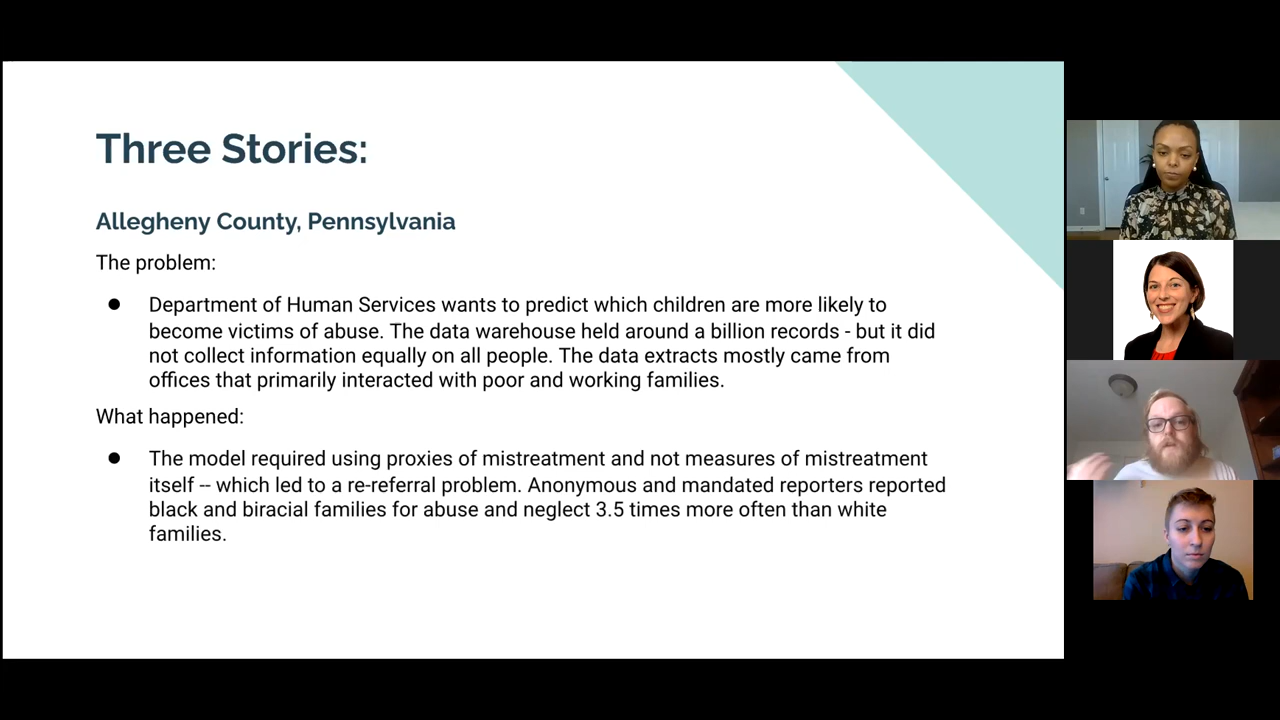 Three Stories:
Allegheny County, Pennsylvania
The problem:
● Department of Human Services wants to predict which children are more likely to
become victims of abuse. The data warehouse held around a billion records - but it did
not collect information equally on all people. The data extracts mostly came from
offices that primarily interacted with poor and working families.
What happened:
● The model required using proxies of mistreatment and not measures of mistreatment
itself -- which led to a re-referral problem. Anonymous and mandated reporters reported
black and biracial families for abuse and neglect 3.5 times more often than white
families.